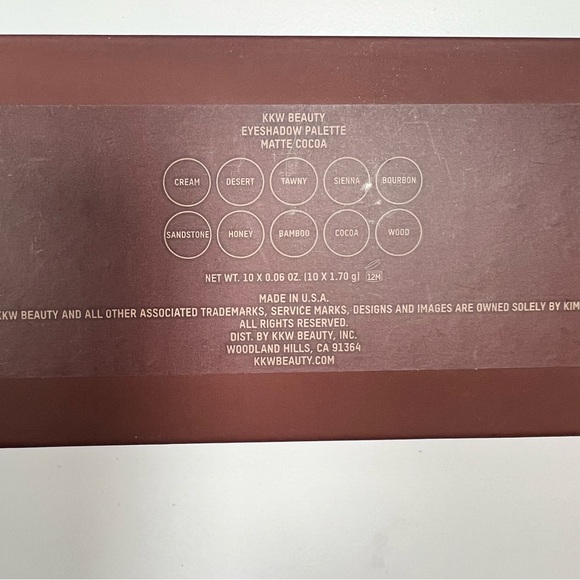 KKW BEAUTY
EYESHADOW PALETTE
MATTE COCOA
CREAM DESERT TAWNY SIENNA BOURBON
SANDSTONE HONEY BAMBOO COCOA WOOD
NET WT. 10 X 0.06 OZ. (10 X 1.70 g) 12M
MADE IN U.S.A.
KKW BEAUTY AND ALL OTHER ASSOCIATED TRADEMARKS, SERVICE MARKS, DESIGNS AND IMAGES ARE OWNED SOLELY BY KIM
ALL RIGHTS RESERVED.
DIST. BY KKW BEAUTY, INC.
WOODLAND HILLS, CA 91364
KKWBEAUTY.COM